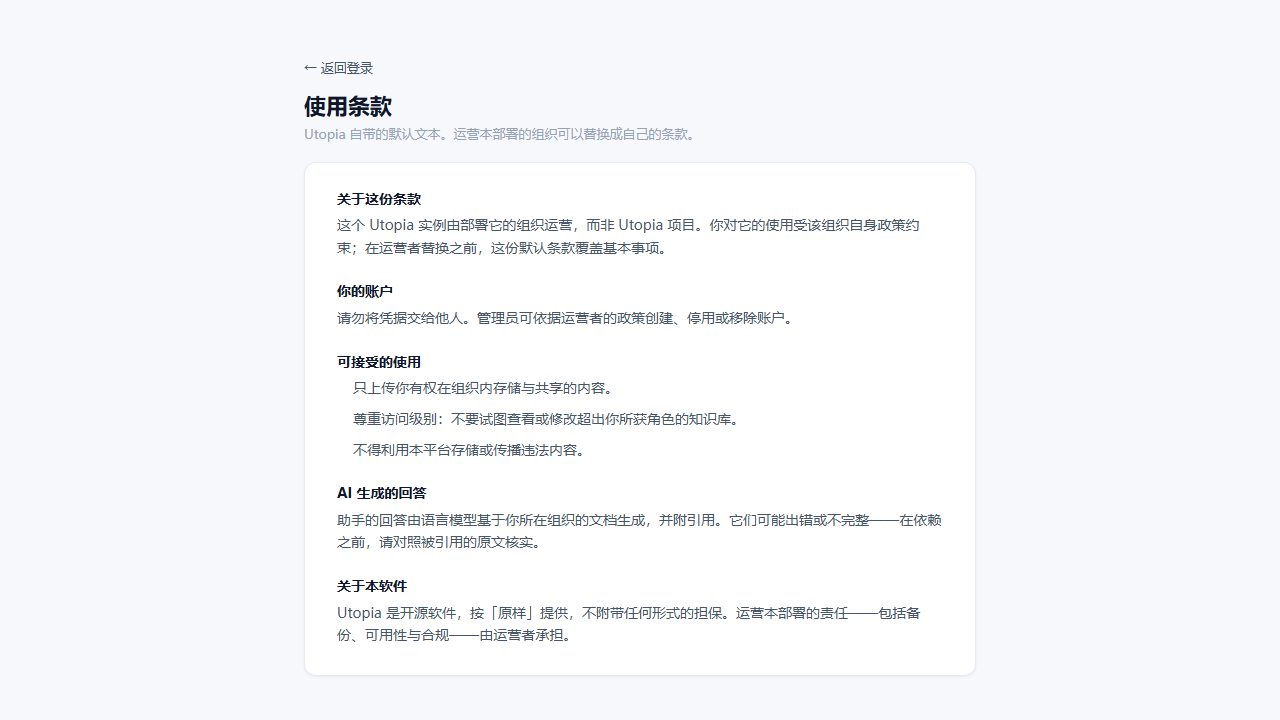 ← 返回登录
使用条款
Utopia 自带的默认文本。运营本部署的组织可以替换成自己的条款。
关于这份条款
这个 Utopia 实例由部署它的组织运营，而非 Utopia 项目。你对它的使用受该组织自身政策约
束；在运营者替换之前，这份默认条款覆盖基本事项。
你的账户
请勿将凭据交给他人。管理员可依据运营者的政策创建、停用或移除账户。
可接受的使用
只上传你有权在组织内存储与共享的内容。
尊重访问级别：不要试图查看或修改超出你所获角色的知识库。
不得利用本平台存储或传播违法内容。
AI 生成的回答
助手的回答由语言模型基于你所在组织的文档生成，并附引用。它们可能出错或不完整——在依赖
之前，请对照被引用的原文核实。
关于本软件
Utopia 是开源软件，按「原样」提供，不附带任何形式的担保。运营本部署的责任——包括备
份、可用性与合规——由运营者承担。